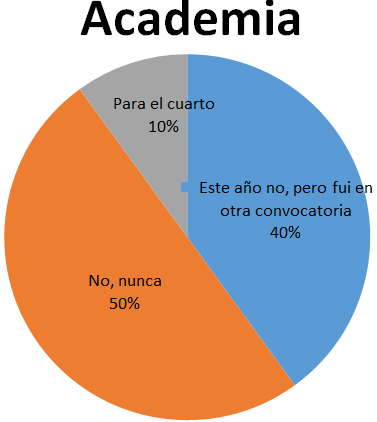 Academia
Para el cuarto
10%
Este año no, pero fui en
otra convocatoria
40%
No, nunca
50%